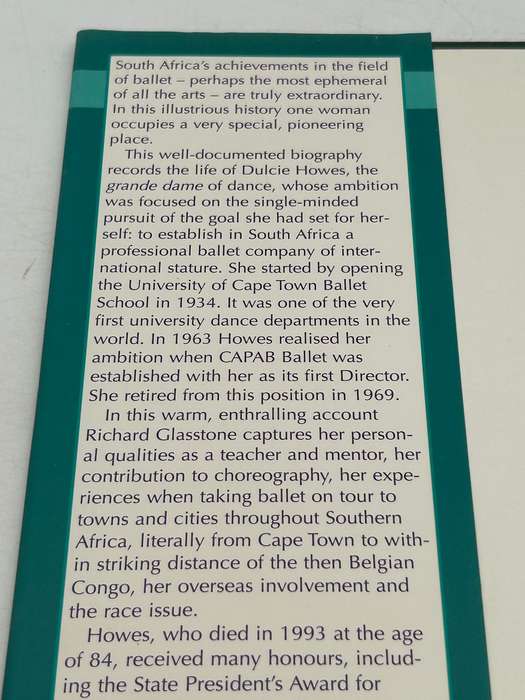 South Africa's achievements in the field
of ballet – perhaps the most ephemeral
of all the arts – are truly extraordinary.
In this illustrious history one woman
occupies a very special, pioneering
place.
This well-documented biography
records the life of Dulcie Howes, the
grande dame of dance, whose ambition
was focused on the single-minded
pursuit of the goal she had set for her-
self: to establish in South Africa a
professional ballet company of inter-
national stature. She started by opening
the University of Cape Town Ballet
School in 1934. It was one of the very
first university dance departments in the
world. In 1963 Howes realised her
ambition when CAPAB Ballet was
established with her as its first Director.
She retired from this position in 1969.
In this warm, enthralling account
Richard Glasstone captures her person-
al qualities as a teacher and mentor, her
contribution to choreography, her expe-
riences when taking ballet on tour to
towns and cities throughout Southern
Africa, literally from Cape Town to with-
in striking distance of the then Belgian
Congo, her overseas involvement and
the race issue.
Howes, who died in 1993 at the age
of 84, received many honours, includ-
ing the State President's Award for